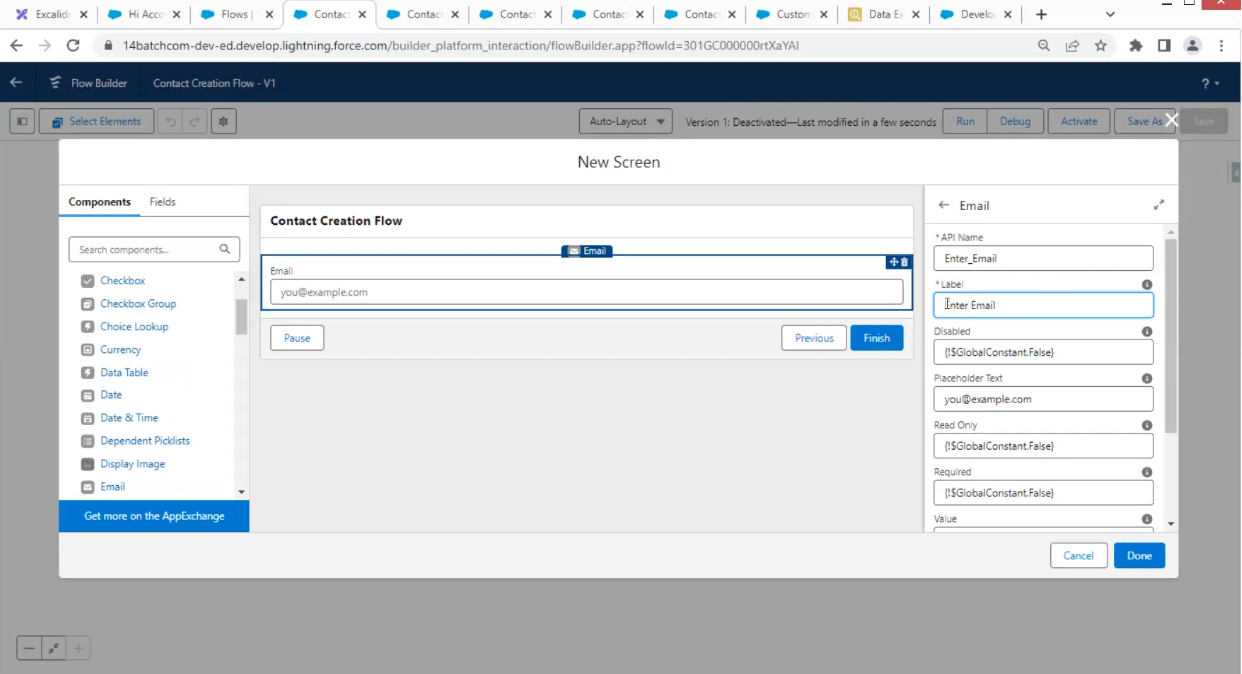 Excalid
Hi Acco
Flows |
Contac
Contac
Contac
Contac
Contac
Custom
Data E
Develo
14batchcom-dev-ed.develop.lightning.force.com/builder_platform_interaction/flowBuilder.app?flowId=301GC000000rtXaYAI
Flow Builder
Contact Creation Flow - V1
?
Select Elements
Auto-Layout
Version 1: Deactivated—Last modified in a few seconds
Run
Debug
Activate
Save As
Save
New Screen
Components
Fields
Search components...
Checkbox
Checkbox Group
Choice Lookup
Currency
Data Table
Date
Date & Time
Dependent Picklists
Display Image
Email
Get more on the AppExchange
Contact Creation Flow
Email
Email
you@example.com
Pause
Previous
Finish
Email
* API Name
Enter_Email
* Label
Enter Email
Disabled
{!$GlobalConstant.False}
Placeholder Text
you@example.com
Read Only
{!$GlobalConstant.False}
Required
{!$GlobalConstant.False}
Value
Cancel
Done